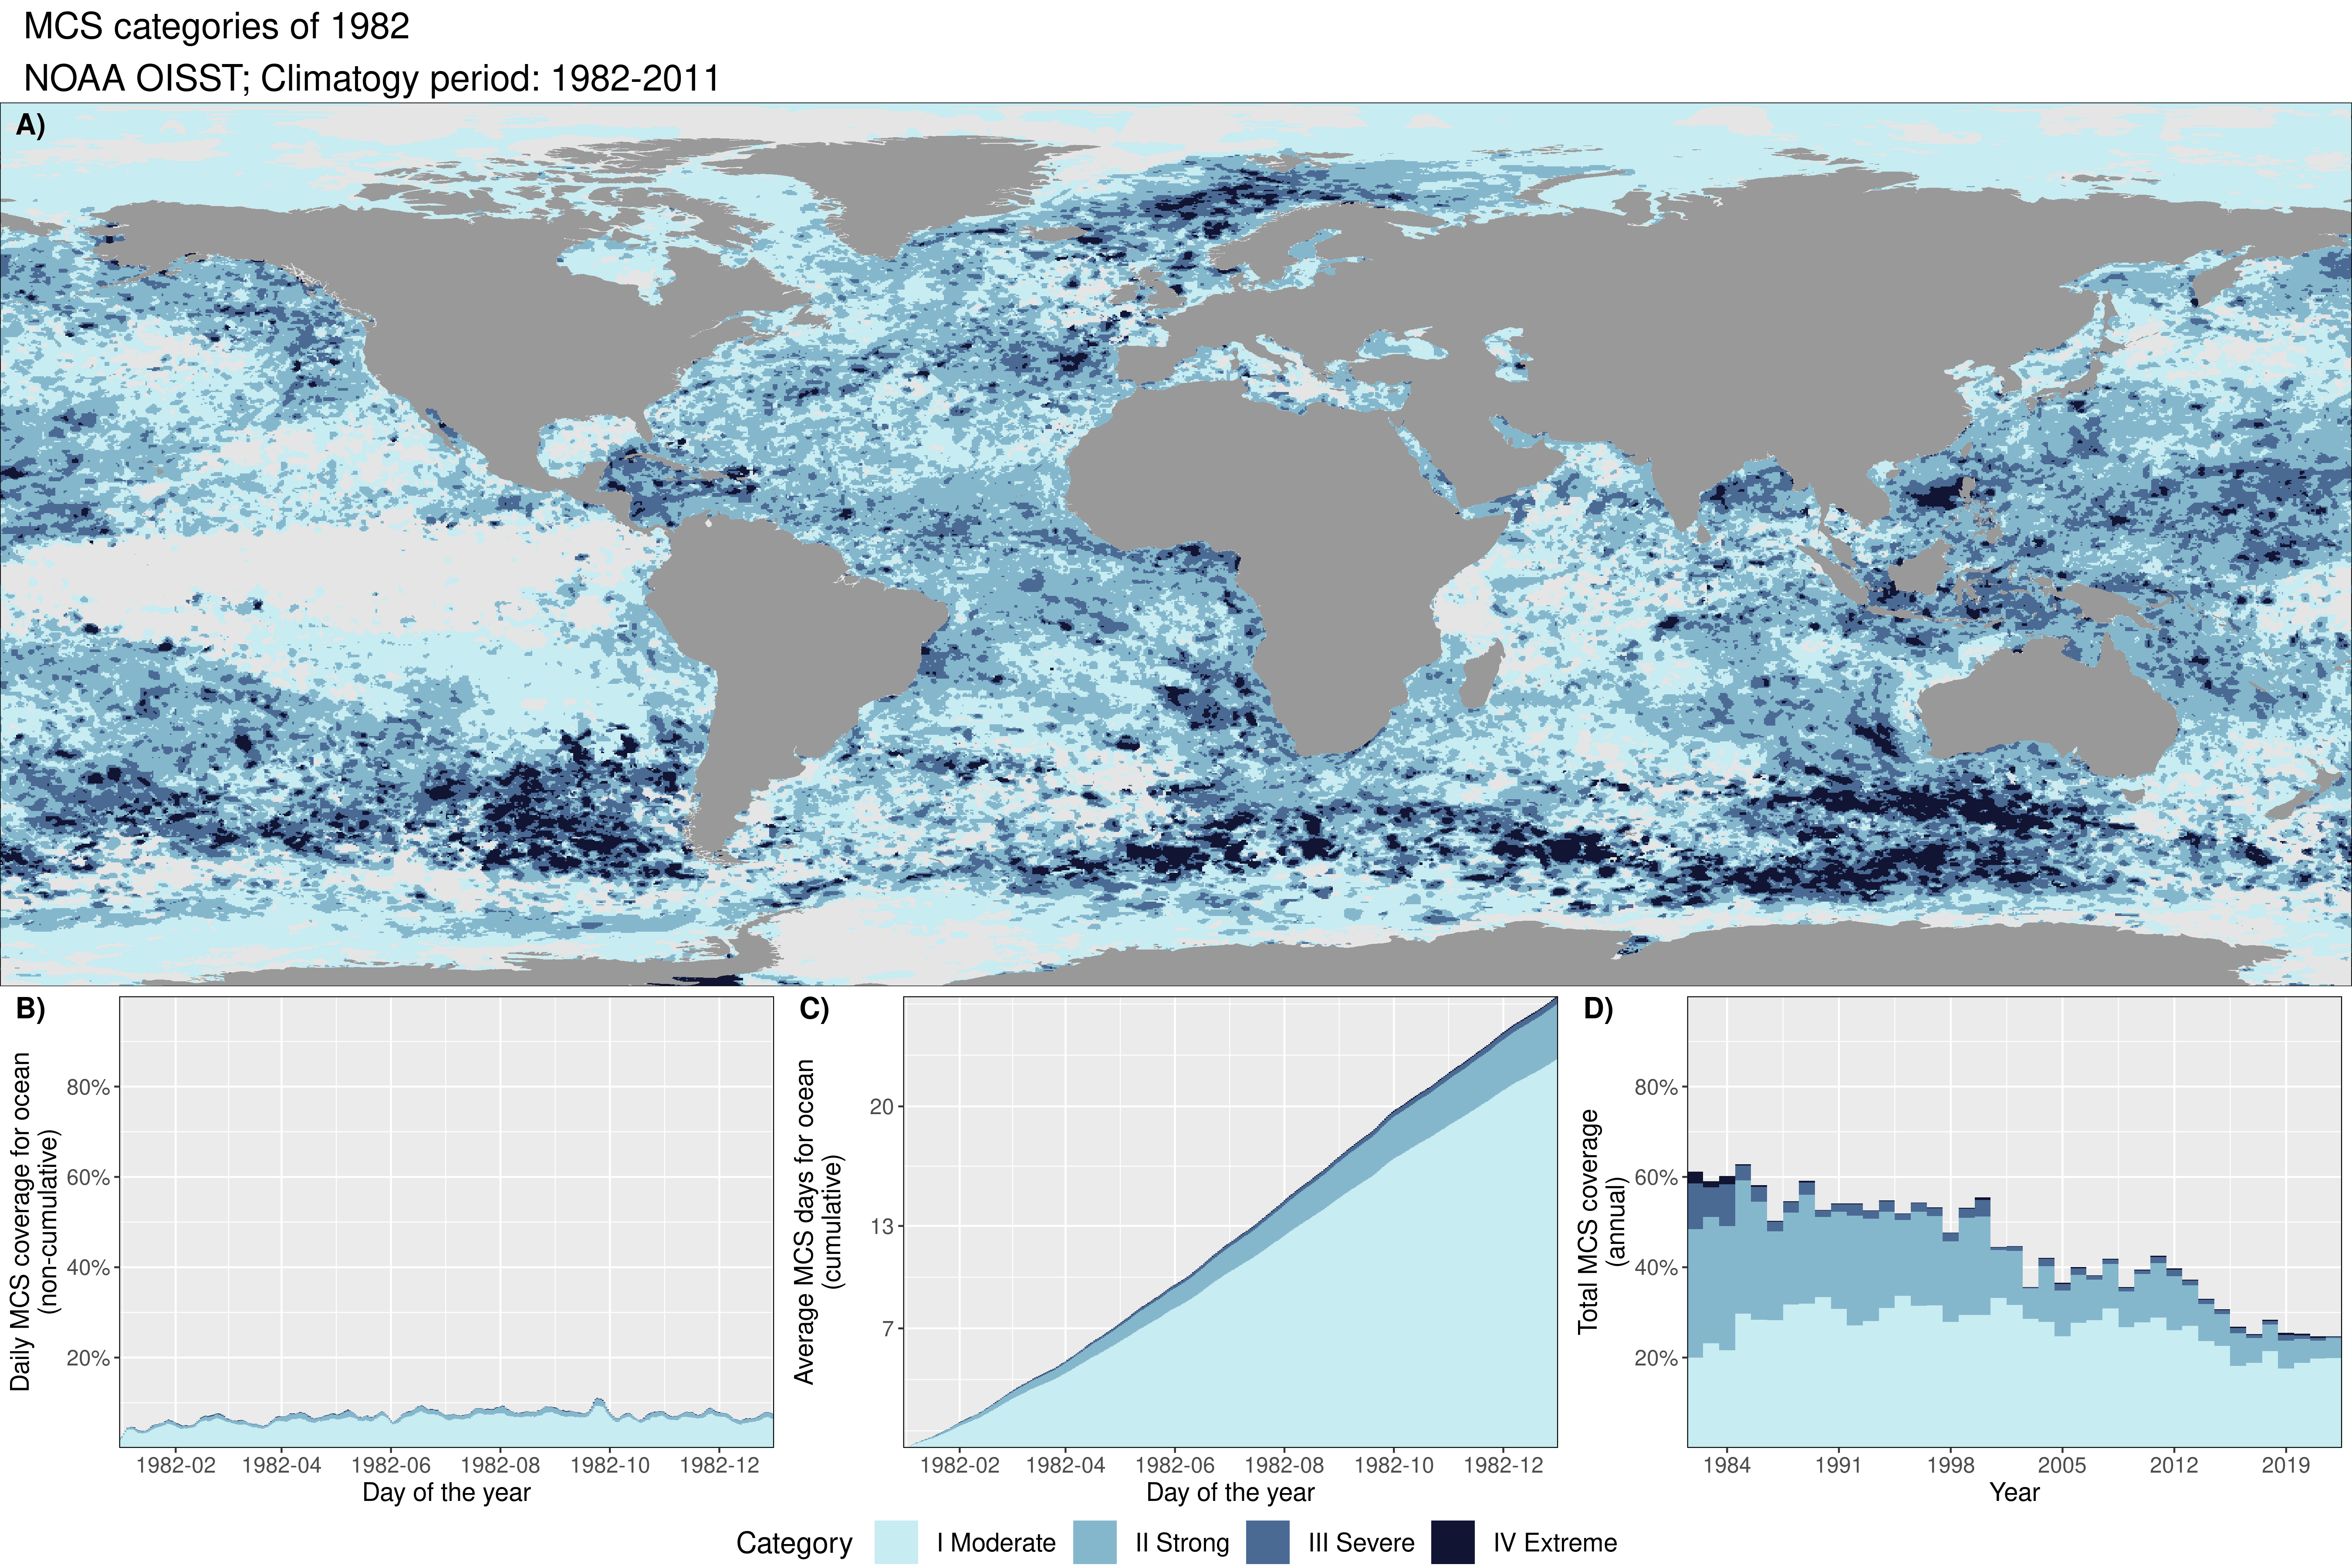 MCS categories of 1982
NOAA OISST; Climatogy period: 1982-2011
A)
B)
Daily MCS coverage for ocean
(non-cumulative)
80%
60%
40%
20%
1982-02 1982-04 1982-06 1982-08 1982-10 1982-12
Day of the year
C)
Average MCS days for ocean
(cumulative)
20
13
7
1982-02 1982-04 1982-06 1982-08 1982-10 1982-12
Day of the year
D)
Total MCS coverage
(annual)
80%
60%
40%
20%
1984 1991 1998 2005 2012 2019
Year
Category I Moderate II Strong III Severe IV Extreme